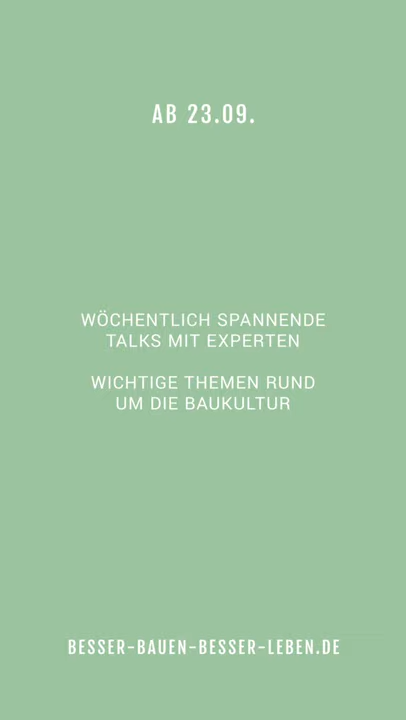 AB 23.09.
WÖCHENTLICH SPANNENDE
TALKS MIT EXPERTEN
WICHTIGE THEMEN RUND
UM DIE BAUKULTUR
BESSER-BAUEN-BESSER-LEBEN.DE